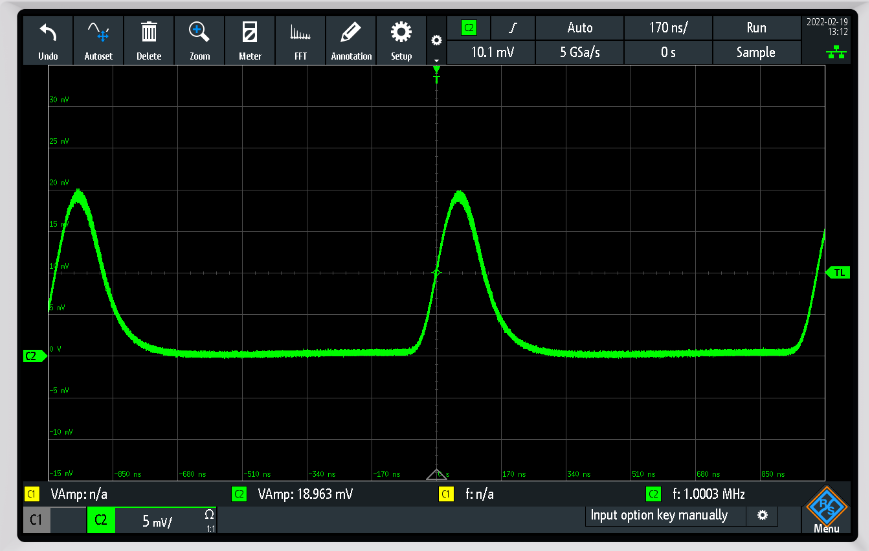 C2 Auto 170 ns/ Run 2022-02-19
13:12
Undo Autoset Delete Zoom Meter FFT Annotation Setup 10.1 mV 5 GSa/s 0 s Sample
T
30 mV
25 mV
20 mV
15 mV
10 mV
TL
5 mV
0 V
C2
-5 mV
-10 mV
-15 mV -850 ns -680 ns -510 ns -340 ns -170 ns 0 s 170 ns 340 ns 510 ns 680 ns 850 ns
C1 VAmp: n/a C2 VAmp: 18.963 mV C1 f: n/a C2 f: 1.0003 MHz
C1 C2 5 mV/ Ω 1:1 Input option key manually
R S
Menu